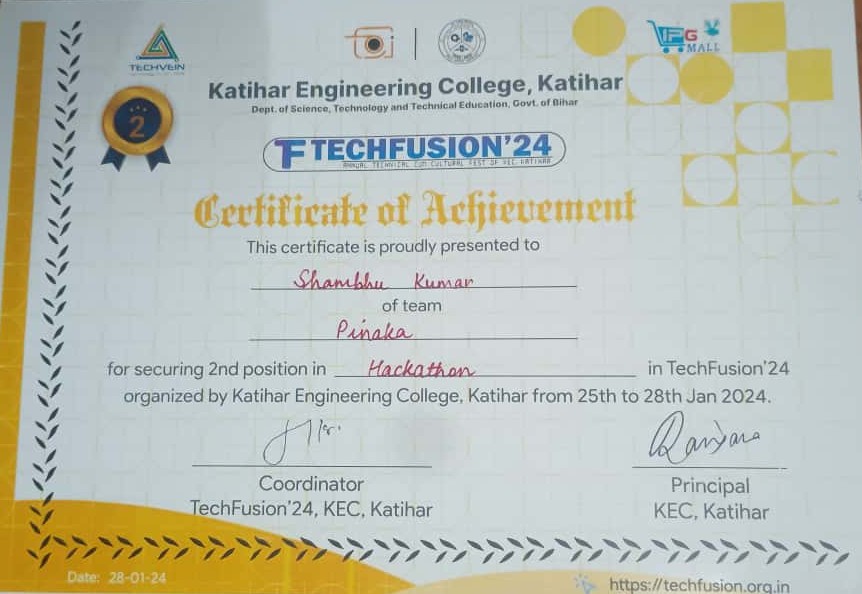 TECHVEIN
IPG
MALL
Katihar Engineering College, Katihar
Dept. of Science, Technology and Technical Education, Govt. of Bihar
2
TF TECHFUSION'24
ANNUAL TECHNICAL CUM CULTURAL FEST OF KEC KATIHAR
Certificate of Achievement
This certificate is proudly presented to
Shambhu Kumar
of team
Pinaka
for securing 2nd position in Hackathon in TechFusion'24
organized by Katihar Engineering College, Katihar from 25th to 28th Jan 2024.
Coordinator
TechFusion'24, KEC, Katihar
Principal
KEC, Katihar
Date: 28-01-24
https://techfusion.org.in